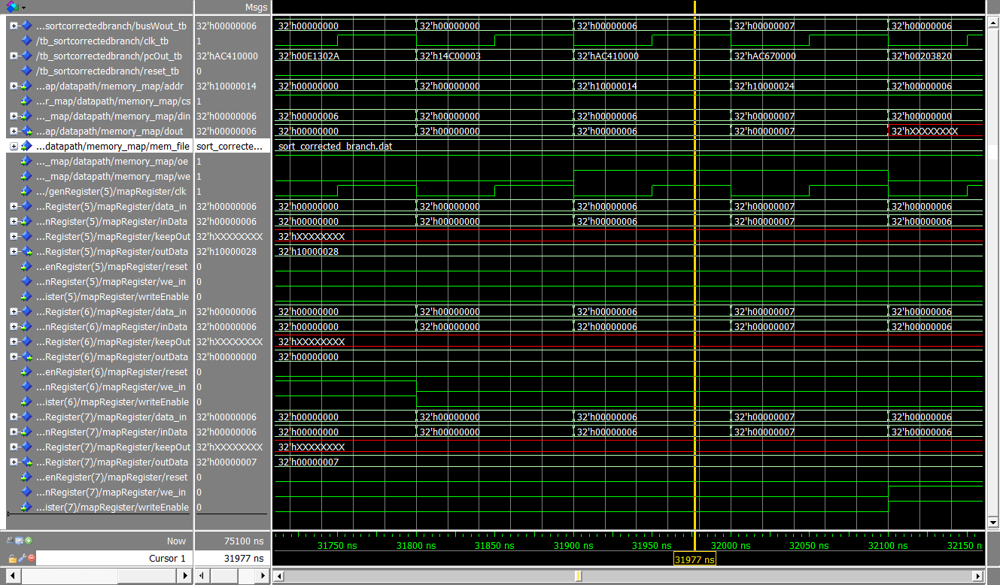 Msgs
...sortcorrectedbranch/busWout_tb 32'h00000006 32'h00000000 32'h00000000 32'h00000006 32'h00000007 32'h00000006
/tb_sortcorrectedbranch/clk_tb 1
/tb_sortcorrectedbranch/pcOut_tb 32'hAC410000 32'h00E1302A 32'h14C00003 32'hAC410000 32'hAC670000 32'h00203820
/tb_sortcorrectedbranch/reset_tb 0
...ap/datapath/memory_map/addr 32'h10000014 32'h00000000 32'h00000000 32'h10000014 32'h10000024 32'h00000006
...r_map/datapath/memory_map/cs 1
..._map/datapath/memory_map/din 32'h00000006 32'h00000006 32'h00000000 32'h00000006 32'h00000007 32'h00000000
...ap/datapath/memory_map/dout 32'h00000006 32'h00000000 32'h00000000 32'h00000006 32'h00000007 32'hXXXXXXXX
...datapath/memory_map/mem_file sort_correcte... sort_corrected_branch.dat
..._map/datapath/memory_map/oe 1
..._map/datapath/memory_map/we 1
.../genRegister(5)/mapRegister/clk 1
...Register(5)/mapRegister/data_in 32'h00000006 32'h00000000 32'h00000000 32'h00000006 32'h00000007 32'h00000006
...nRegister(5)/mapRegister/inData 32'h00000006 32'h00000000 32'h00000000 32'h00000006 32'h00000007 32'h00000006
...Register(5)/mapRegister/keepOut 32'hXXXXXXXX 32'hXXXXXXXX
...Register(5)/mapRegister/outData 32'h10000028 32'h10000028
...enRegister(5)/mapRegister/reset 0
...nRegister(5)/mapRegister/we_in 0
...ister(5)/mapRegister/writeEnable 0
...Register(6)/mapRegister/data_in 32'h00000006 32'h00000000 32'h00000000 32'h00000006 32'h00000007 32'h00000006
...nRegister(6)/mapRegister/inData 32'h00000006 32'h00000000 32'h00000000 32'h00000006 32'h00000007 32'h00000006
...Register(6)/mapRegister/keepOut 32'hXXXXXXXX 32'hXXXXXXXX
...Register(6)/mapRegister/outData 32'h00000000 32'h00000000
...enRegister(6)/mapRegister/reset 0
...nRegister(6)/mapRegister/we_in 0
...ister(6)/mapRegister/writeEnable 0
...Register(7)/mapRegister/data_in 32'h00000006 32'h00000000 32'h00000000 32'h00000006 32'h00000007 32'h00000006
...nRegister(7)/mapRegister/inData 32'h00000006 32'h00000000 32'h00000000 32'h00000006 32'h00000007 32'h00000006
...Register(7)/mapRegister/keepOut 32'hXXXXXXXX 32'hXXXXXXXX
...Register(7)/mapRegister/outData 32'h00000007 32'h00000007
...enRegister(7)/mapRegister/reset 0
...nRegister(7)/mapRegister/we_in 0
...ister(7)/mapRegister/writeEnable 0
Now 75100 ns 31750 ns 31800 ns 31850 ns 31900 ns 31950 ns 32000 ns 32050 ns 32100 ns 32150 n
Cursor 1 31977 ns 31977 ns